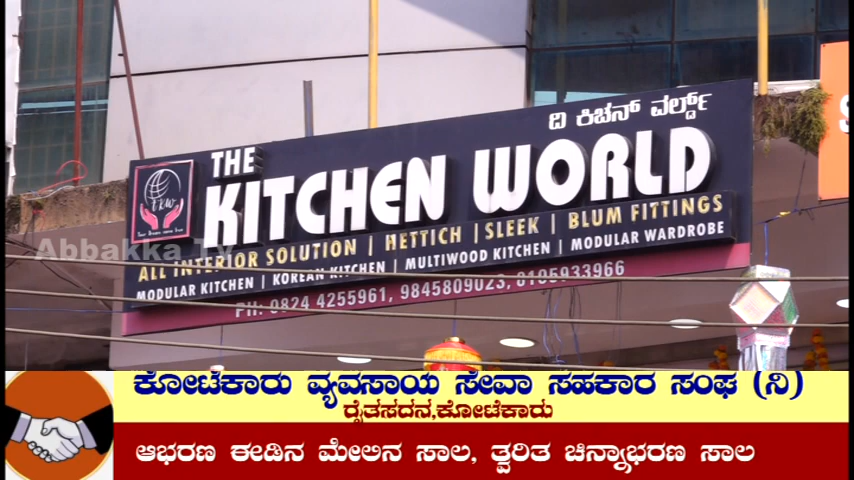 ದಿ ಕಿಚನ್ ವರ್ಲ್ಡ್
THE
KITCHEN WORLD
TKW
ALL INTERIOR SOLUTION | HETTICH | SLEEK | BLUM FITTINGS
MODULAR KITCHEN | KOREAN KITCHEN | MULTIWOOD KITCHEN | MODULAR WARDROBE
PH: 0824 4255961, 9845809023, 8105933966
Abbakka Tv
ಕೋಟೆಕಾರು ವ್ಯವಸಾಯ ಸೇವಾ ಸಹಕಾರ ಸಂಘ (ನಿ)
ರೈತಸದನ,ಕೋಟೆಕಾರು
ಆಭರಣ ಈಡಿನ ಮೇಲಿನ ಸಾಲ, ತ್ವರಿತ ಚಿನ್ನಾಭರಣ ಸಾಲ